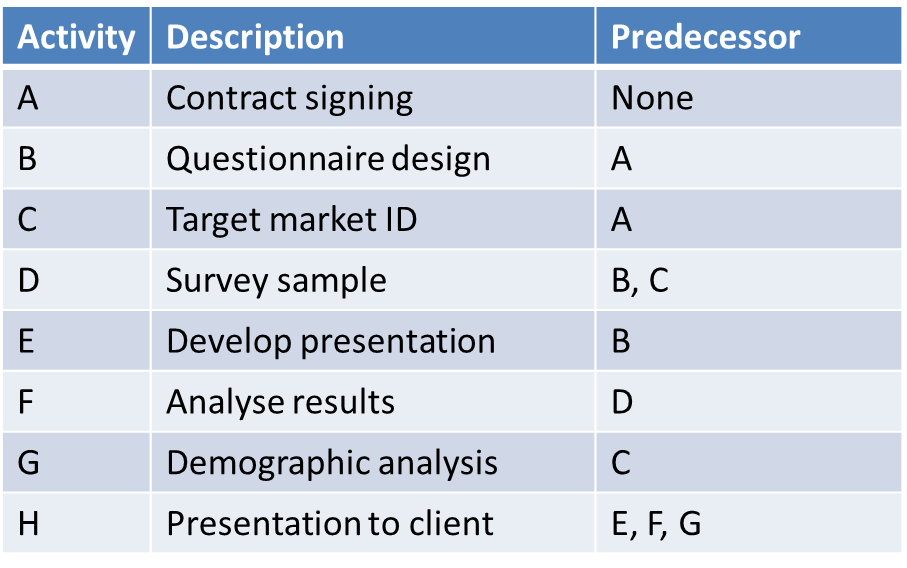 Activity Description Predecessor
A Contract signing None
B Questionnaire design A
C Target market ID A
D Survey sample B, C
E Develop presentation B
F Analyse results D
G Demographic analysis C
H Presentation to client E, F, G